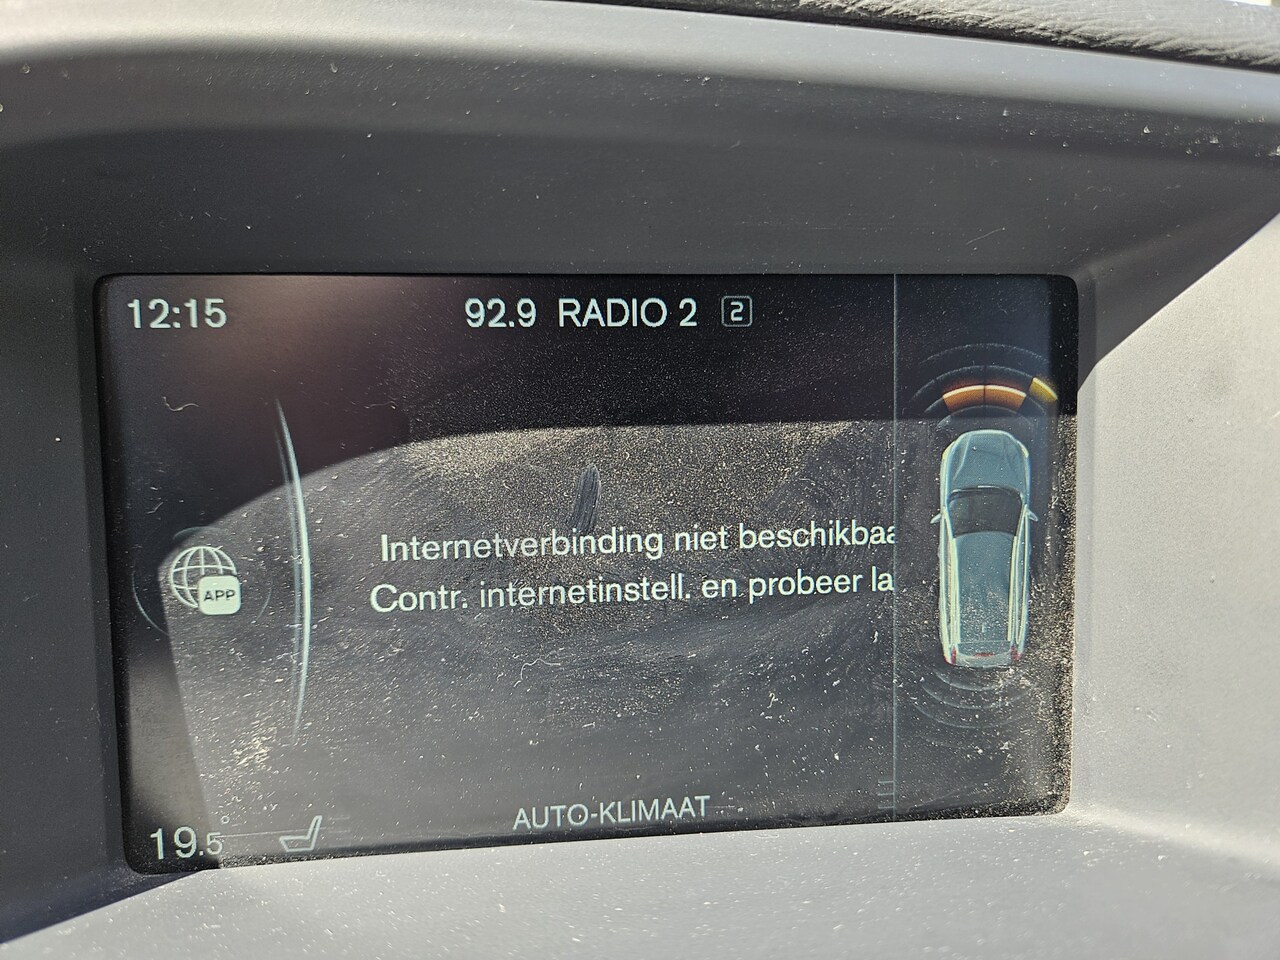 12:15
92.9 RADIO 2 2
Internetverbinding niet beschikbaa
Contr. internetinstell. en probeer la
APP
AUTO-KLIMAAT
19.5°